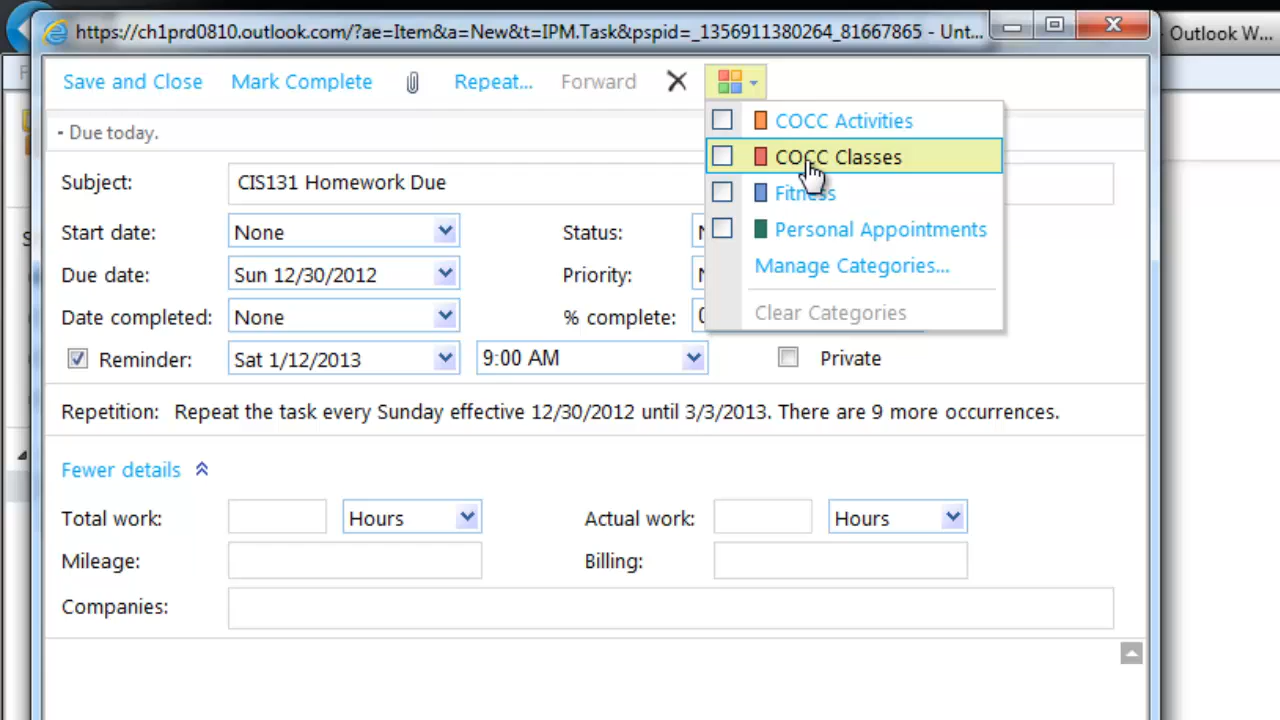 https://ch1prd0810.outlook.com/?ae=Item&a=New&t=IPM.Task&pspid=_1356911380264_81667865 - Unt...
- Outlook W...
Save and Close Mark Complete Repeat... Forward
- Due today.
COCC Activities
COCC Classes
Fitness
Personal Appointments
Manage Categories...
Clear Categories
Subject: CIS131 Homework Due
Start date: None Status:
Due date: Sun 12/30/2012 Priority:
Date completed: None % complete:
Reminder: Sat 1/12/2013 9:00 AM Private
Repetition: Repeat the task every Sunday effective 12/30/2012 until 3/3/2013. There are 9 more occurrences.
Fewer details
Total work: Hours Actual work: Hours
Mileage: Billing:
Companies: